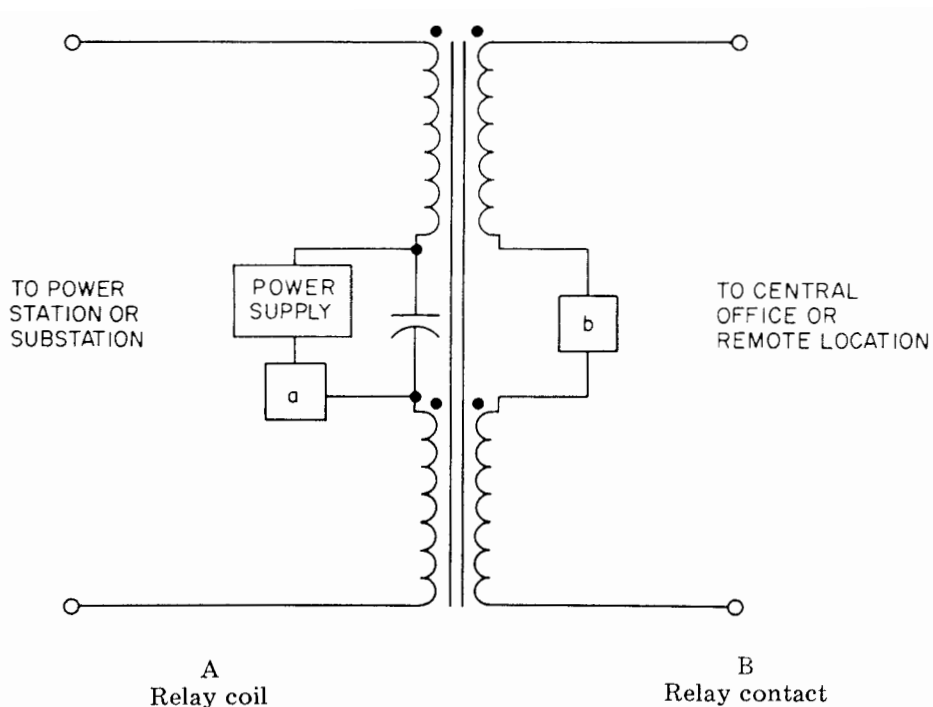 TO POWER
STATION OR
SUBSTATION
POWER
SUPPLY
a
b
TO CENTRAL
OFFICE OR
REMOTE LOCATION
A
Relay coil
B
Relay contact